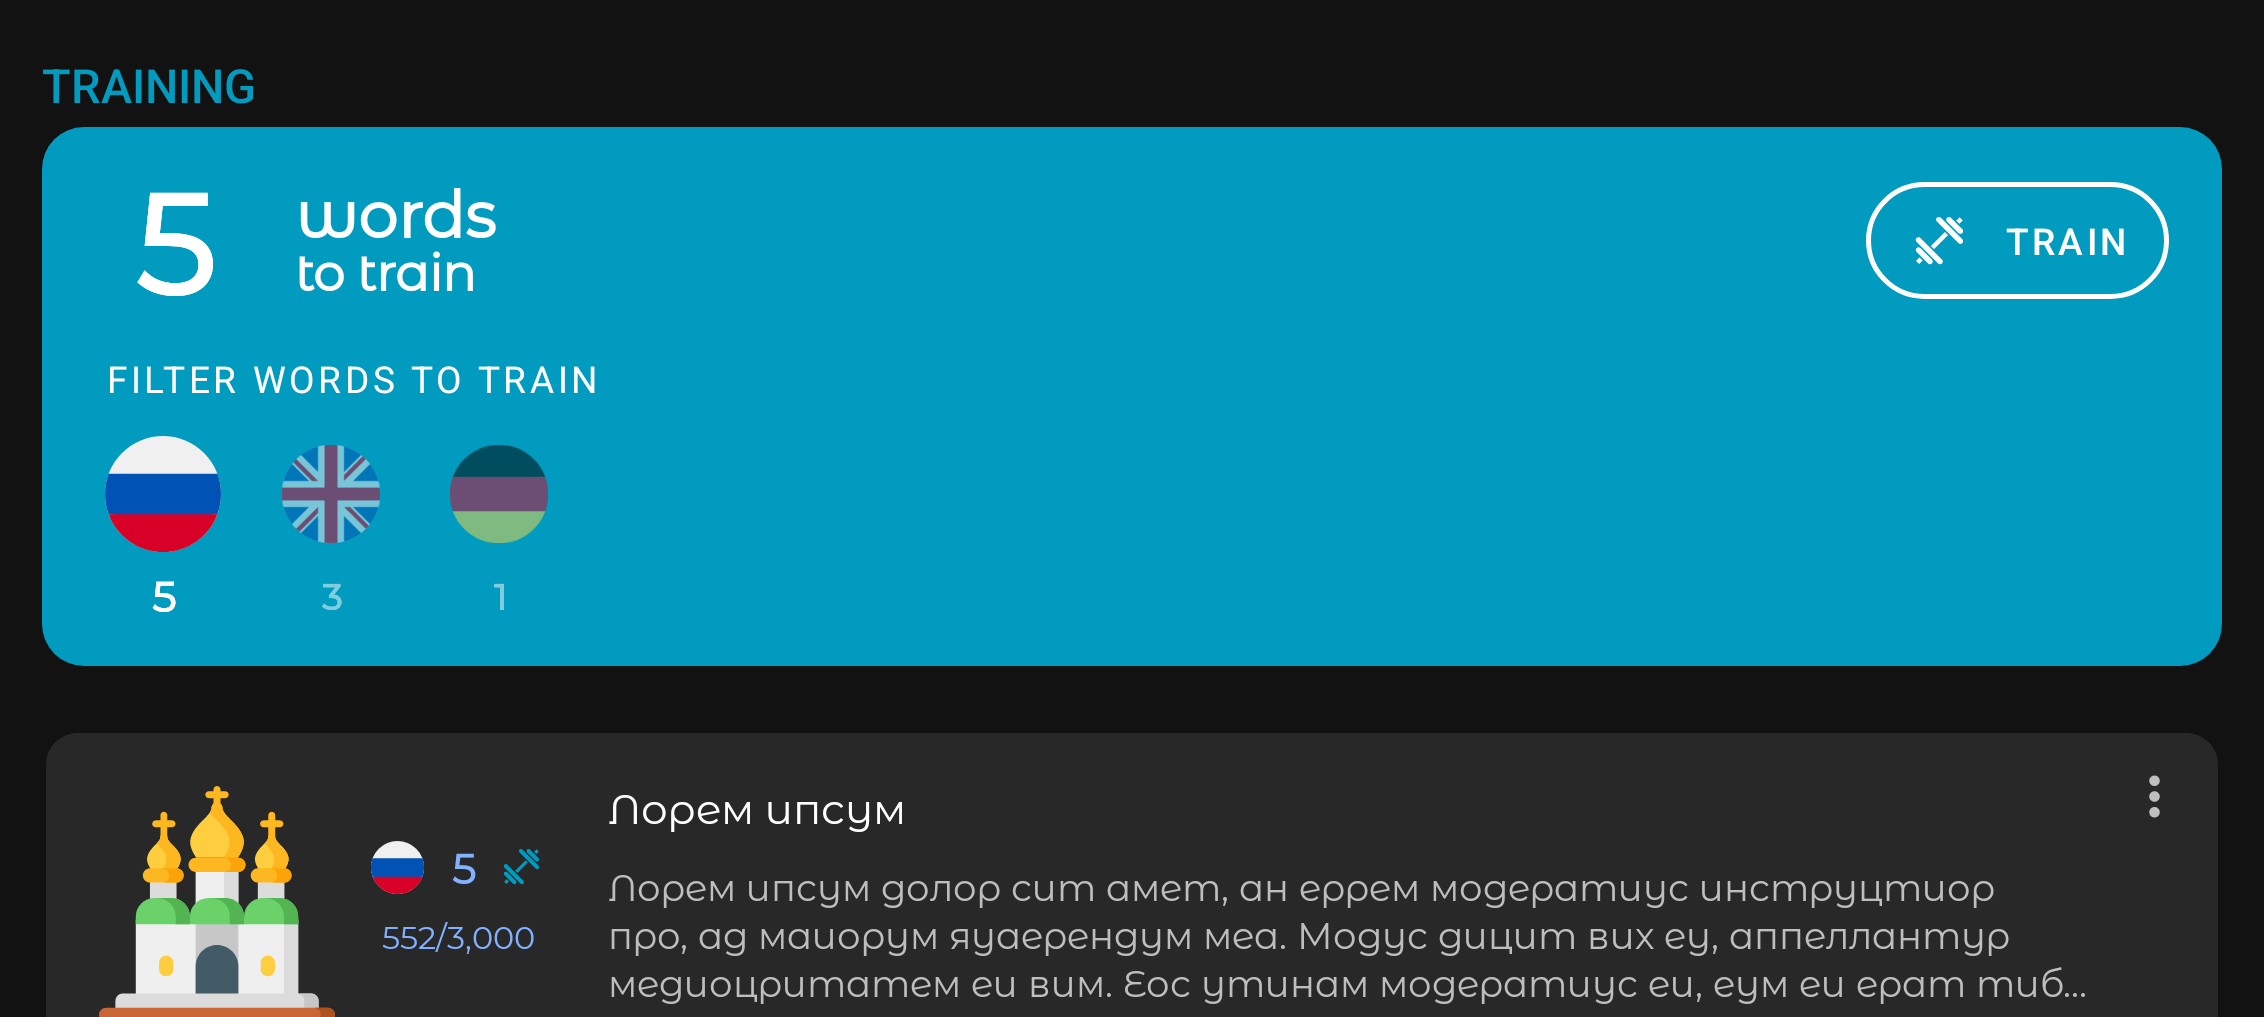 TRAINING
5 words
to train
TRAIN
FILTER WORDS TO TRAIN
5 3 1
Лорем ипсум
5
552/3,000
Лорем ипсум долор сит амет, ан еррем модератиус инструцтиор
про, ад маиорум яуаерендум меа. Модус дицит вих еу, аппеллантур
медиоцритатем еи вим. Еос утинам модератиус еи, еум еи ерат тиб...